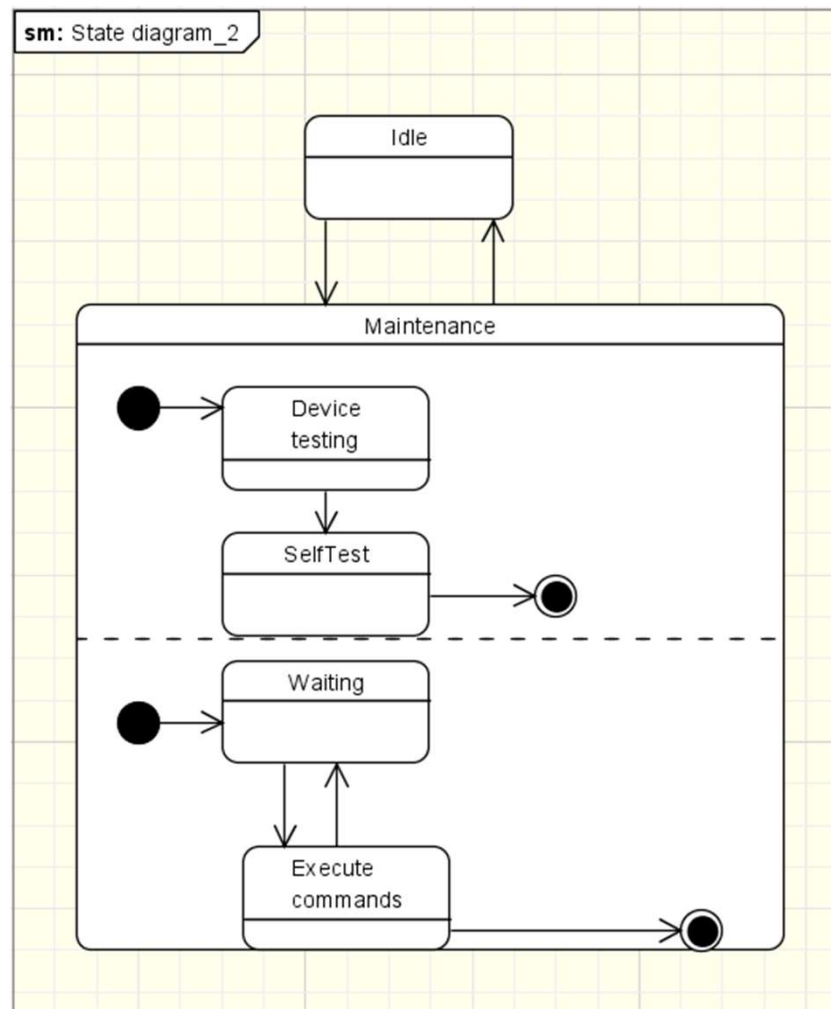 sm: State diagram_2
Idle
Maintenance
Device
testing
SelfTest
Waiting
Execute
commands